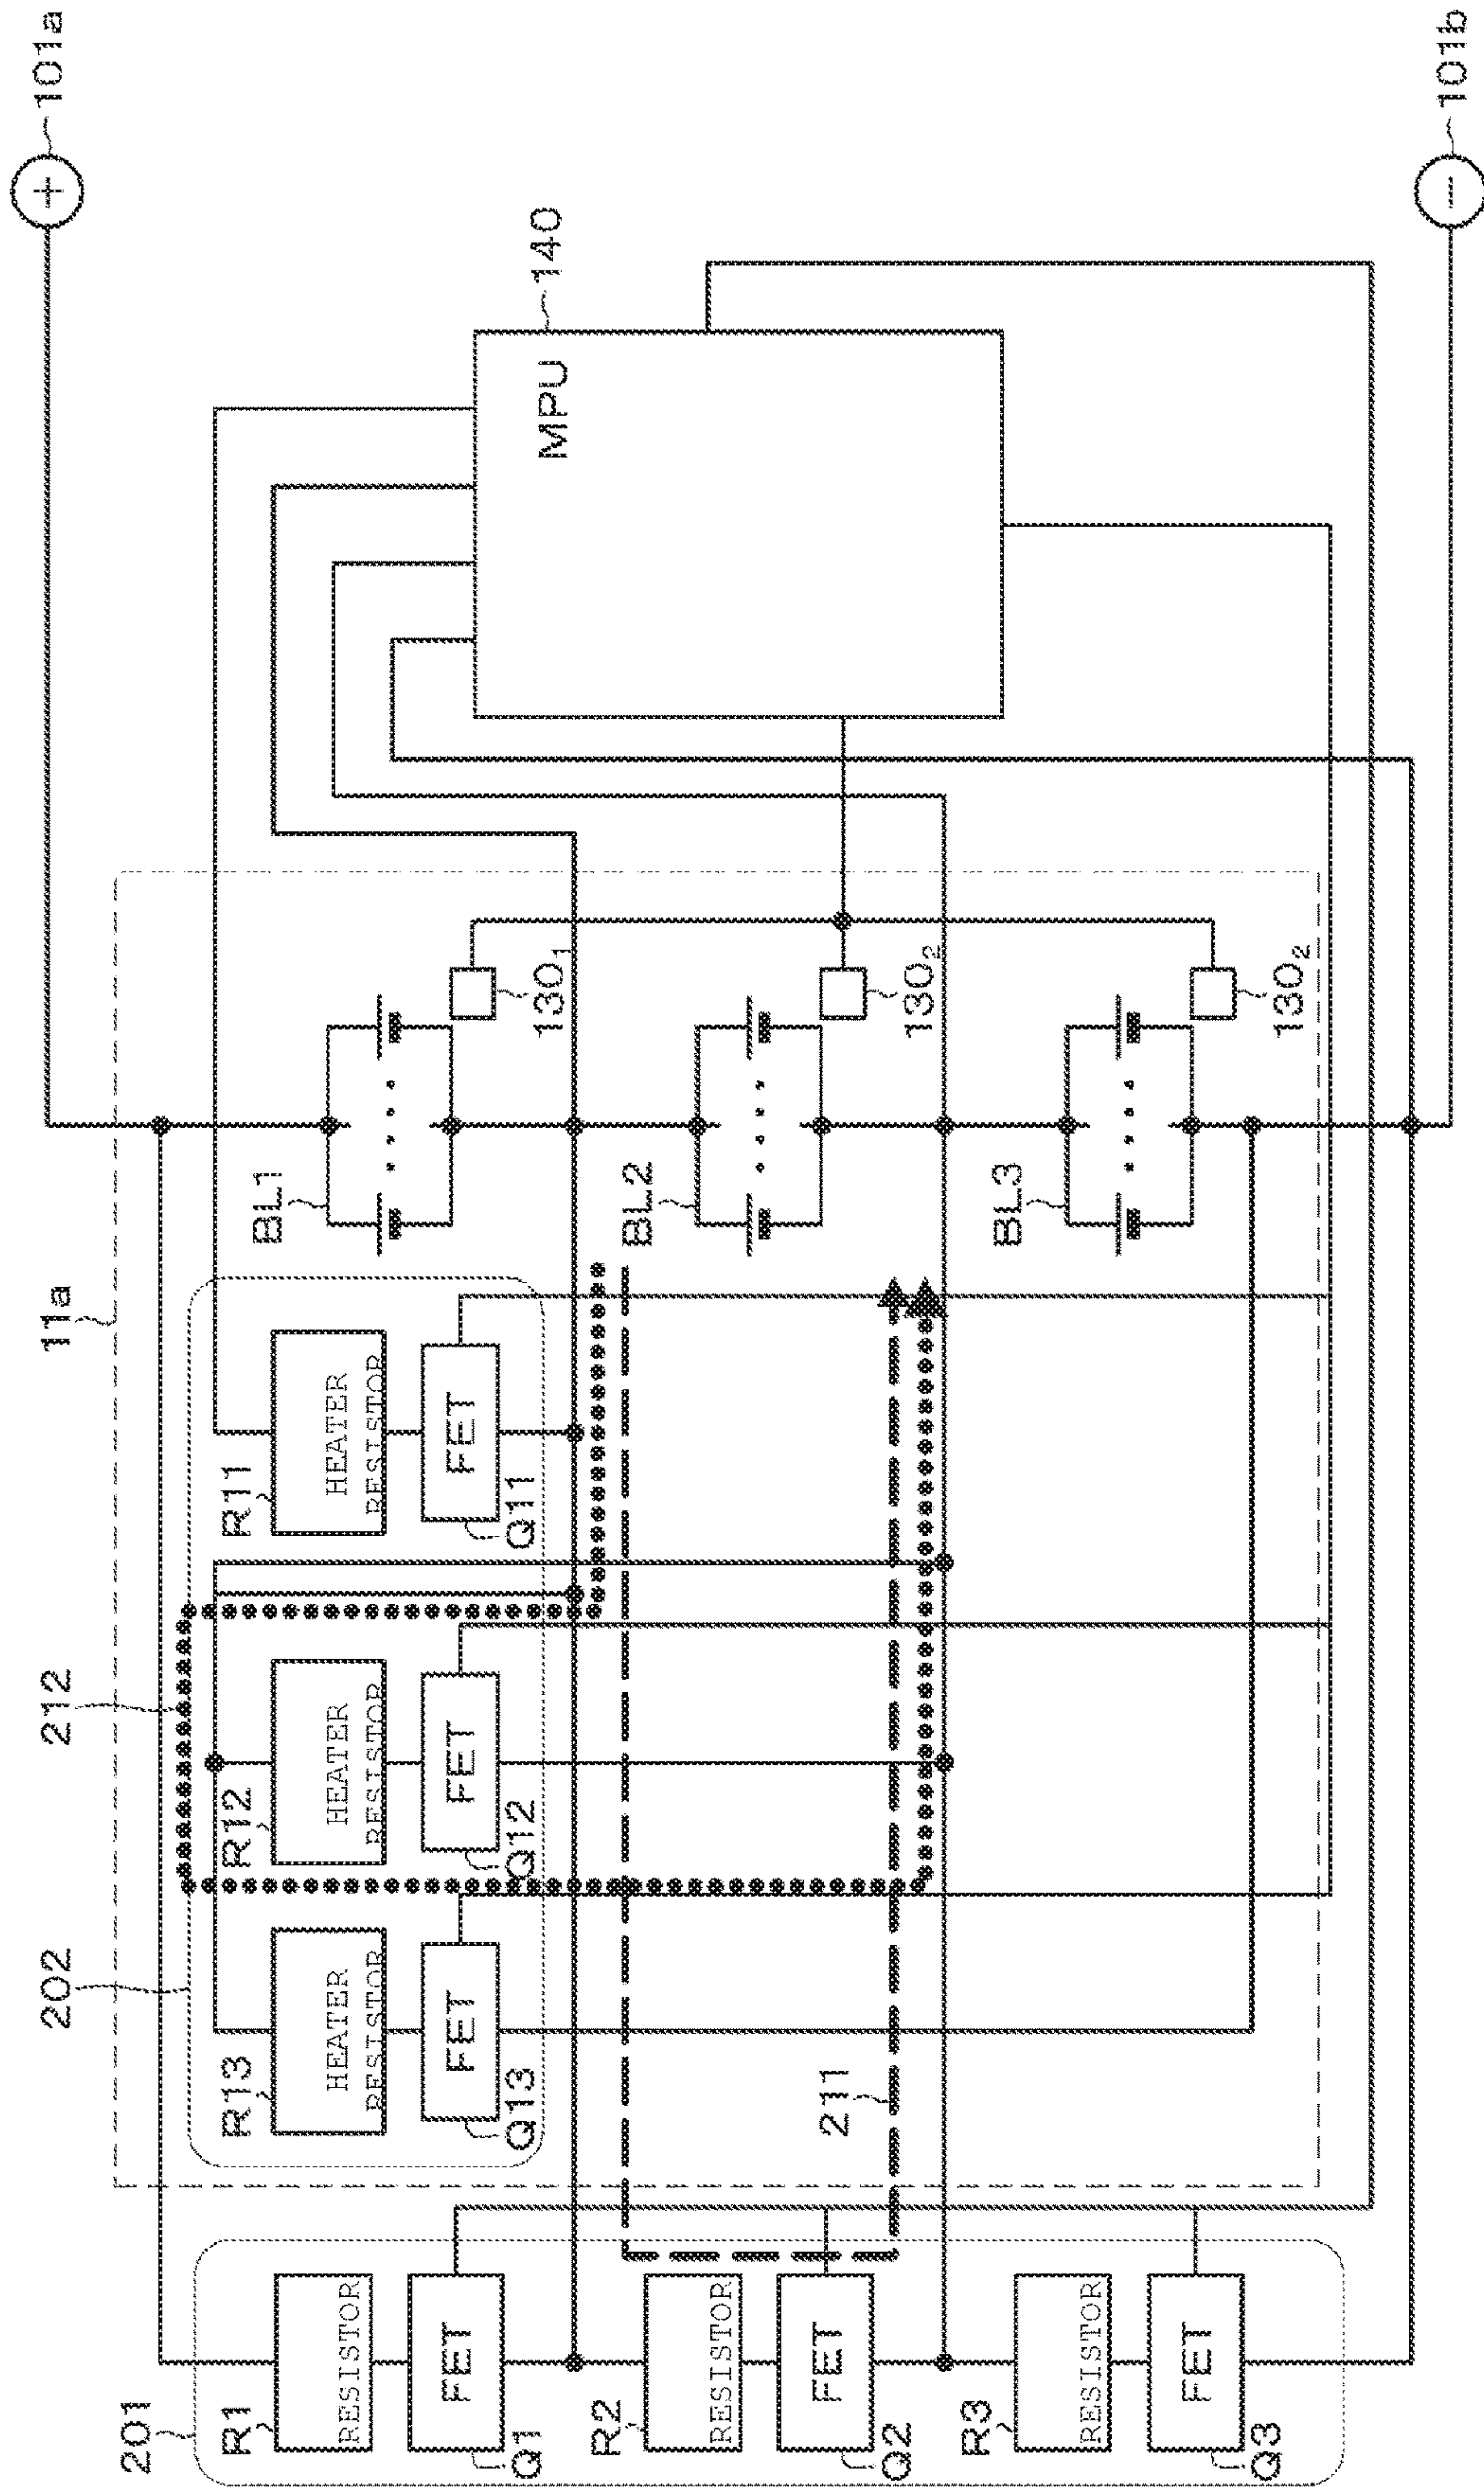 101a
+
101b
−
140
MPU
11a
130₁
130₂
130₂
BL1
BL2
BL3
R11
HEATER
RESISTOR
FET
Q11
212
R12
HEATER
RESISTOR
FET
Q12
202
R13
HEATER
RESISTOR
FET
Q13
211
201
R1
RESISTOR
FET
Q1
R2
RESISTOR
FET
Q2
R3
RESISTOR
FET
Q3